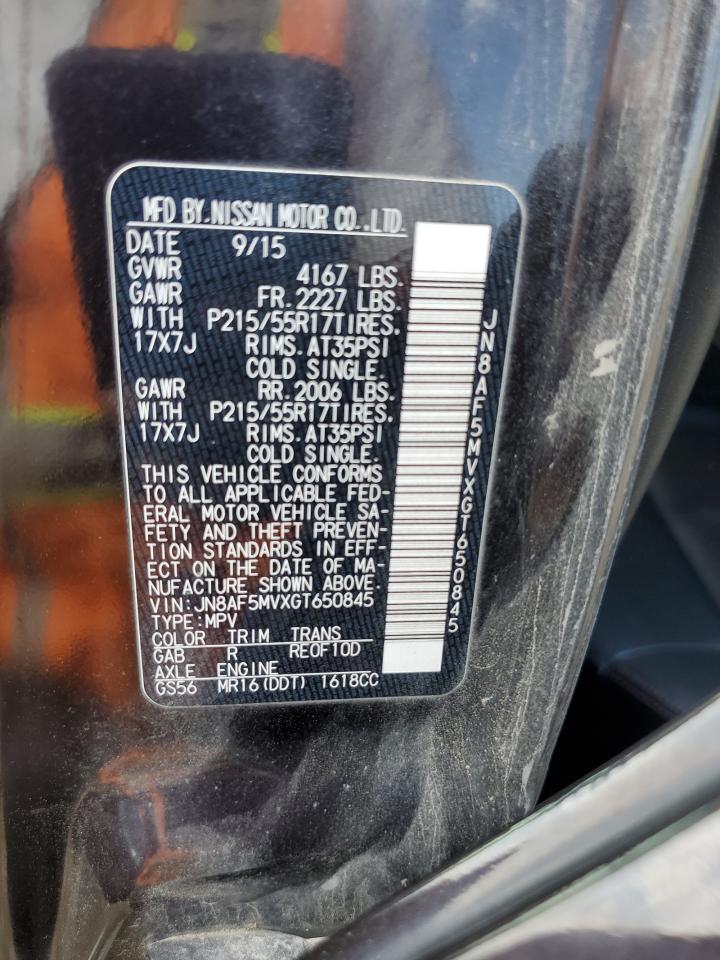 MFD BY.NISSAN MOTOR CO..LTD.
DATE 9/15
GVWR 4167 LBS.
GAWR FR.2227 LBS.
WITH P215/55R17TIRES,
17X7J RIMS.AT35PSI
COLD SINGLE.
GAWR RR.2006 LBS.
WITH P215/55R17TIRES,
17X7J RIMS.AT35PSI
COLD SINGLE.
THIS VEHICLE CONFORMS
TO ALL APPLICABLE FED-
ERAL MOTOR VEHICLE SA-
FETY AND THEFT PREVEN-
TION STANDARDS IN EFF-
ECT ON THE DATE OF MA-
NUFACTURE SHOWN ABOVE.
VIN:JN8AF5MVXGT650845
TYPE:MPV
COLOR TRIM TRANS
GAB R RE0F10D
AXLE ENGINE
GS56 MR16(DDT) 1618CC
JN8AF5MVXGT650845